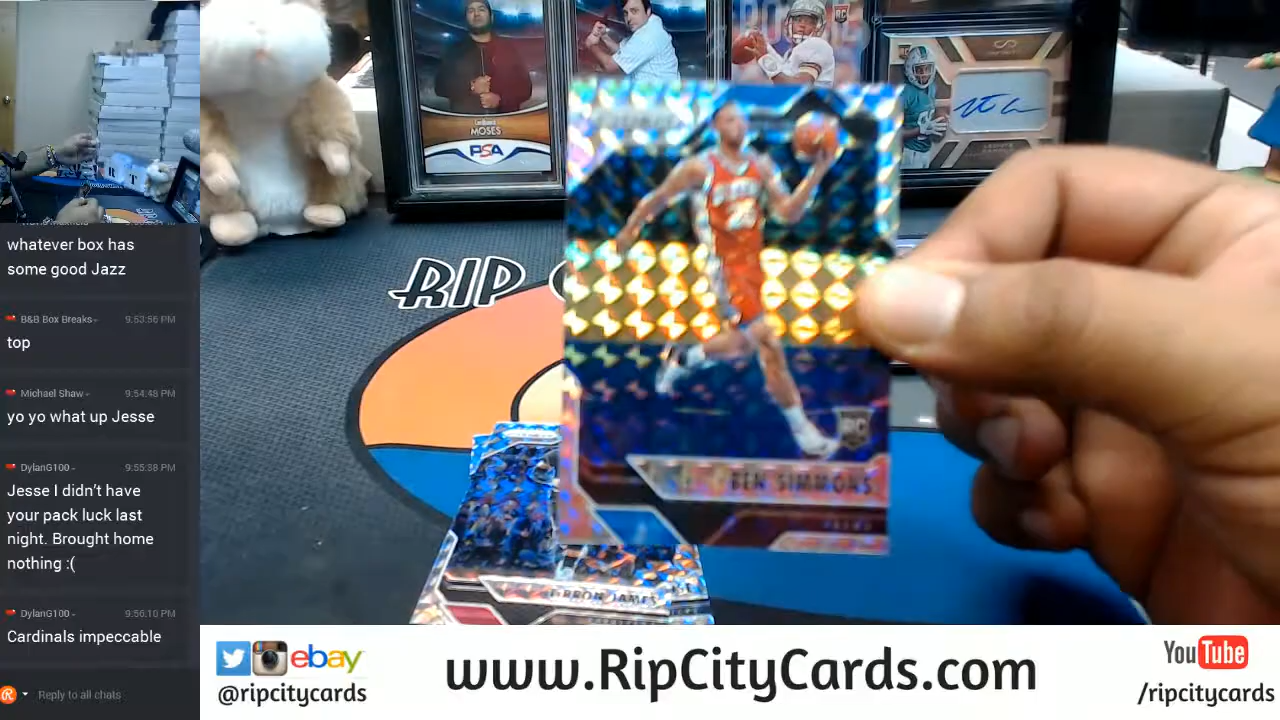 whatever box has
some good Jazz
B&B Box Breaks
9:53:56 PM
top
Michael Shaw
9:54:48 PM
yo yo what up Jesse
DylanG100
9:55:38 PM
Jesse I didn't have
your pack luck last
night. Brought home
nothing :(
DylanG100
9:56:10 PM
Cardinals impeccable
Reply to all chats
MOSES
PSA
RC
RIP
BEN SIMMONS
RC
LEBRON JAMES
ebay
@ripcitycards
www.RipCityCards.com
YouTube
/ripcitycards